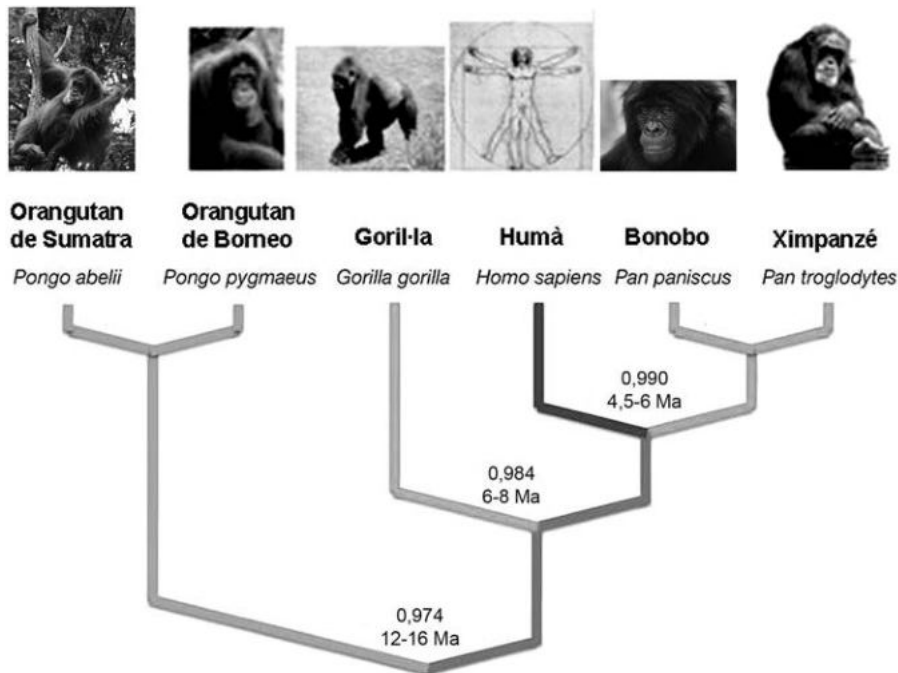 Orangutan
de Sumatra
Pongo abelii
Orangutan
de Borneo
Pongo pygmaeus
Goril·la
Gorilla gorilla
Humà
Homo sapiens
Bonobo
Pan paniscus
Ximpanzé
Pan troglodytes
0,990
4,5-6 Ma
0,984
6-8 Ma
0,974
12-16 Ma